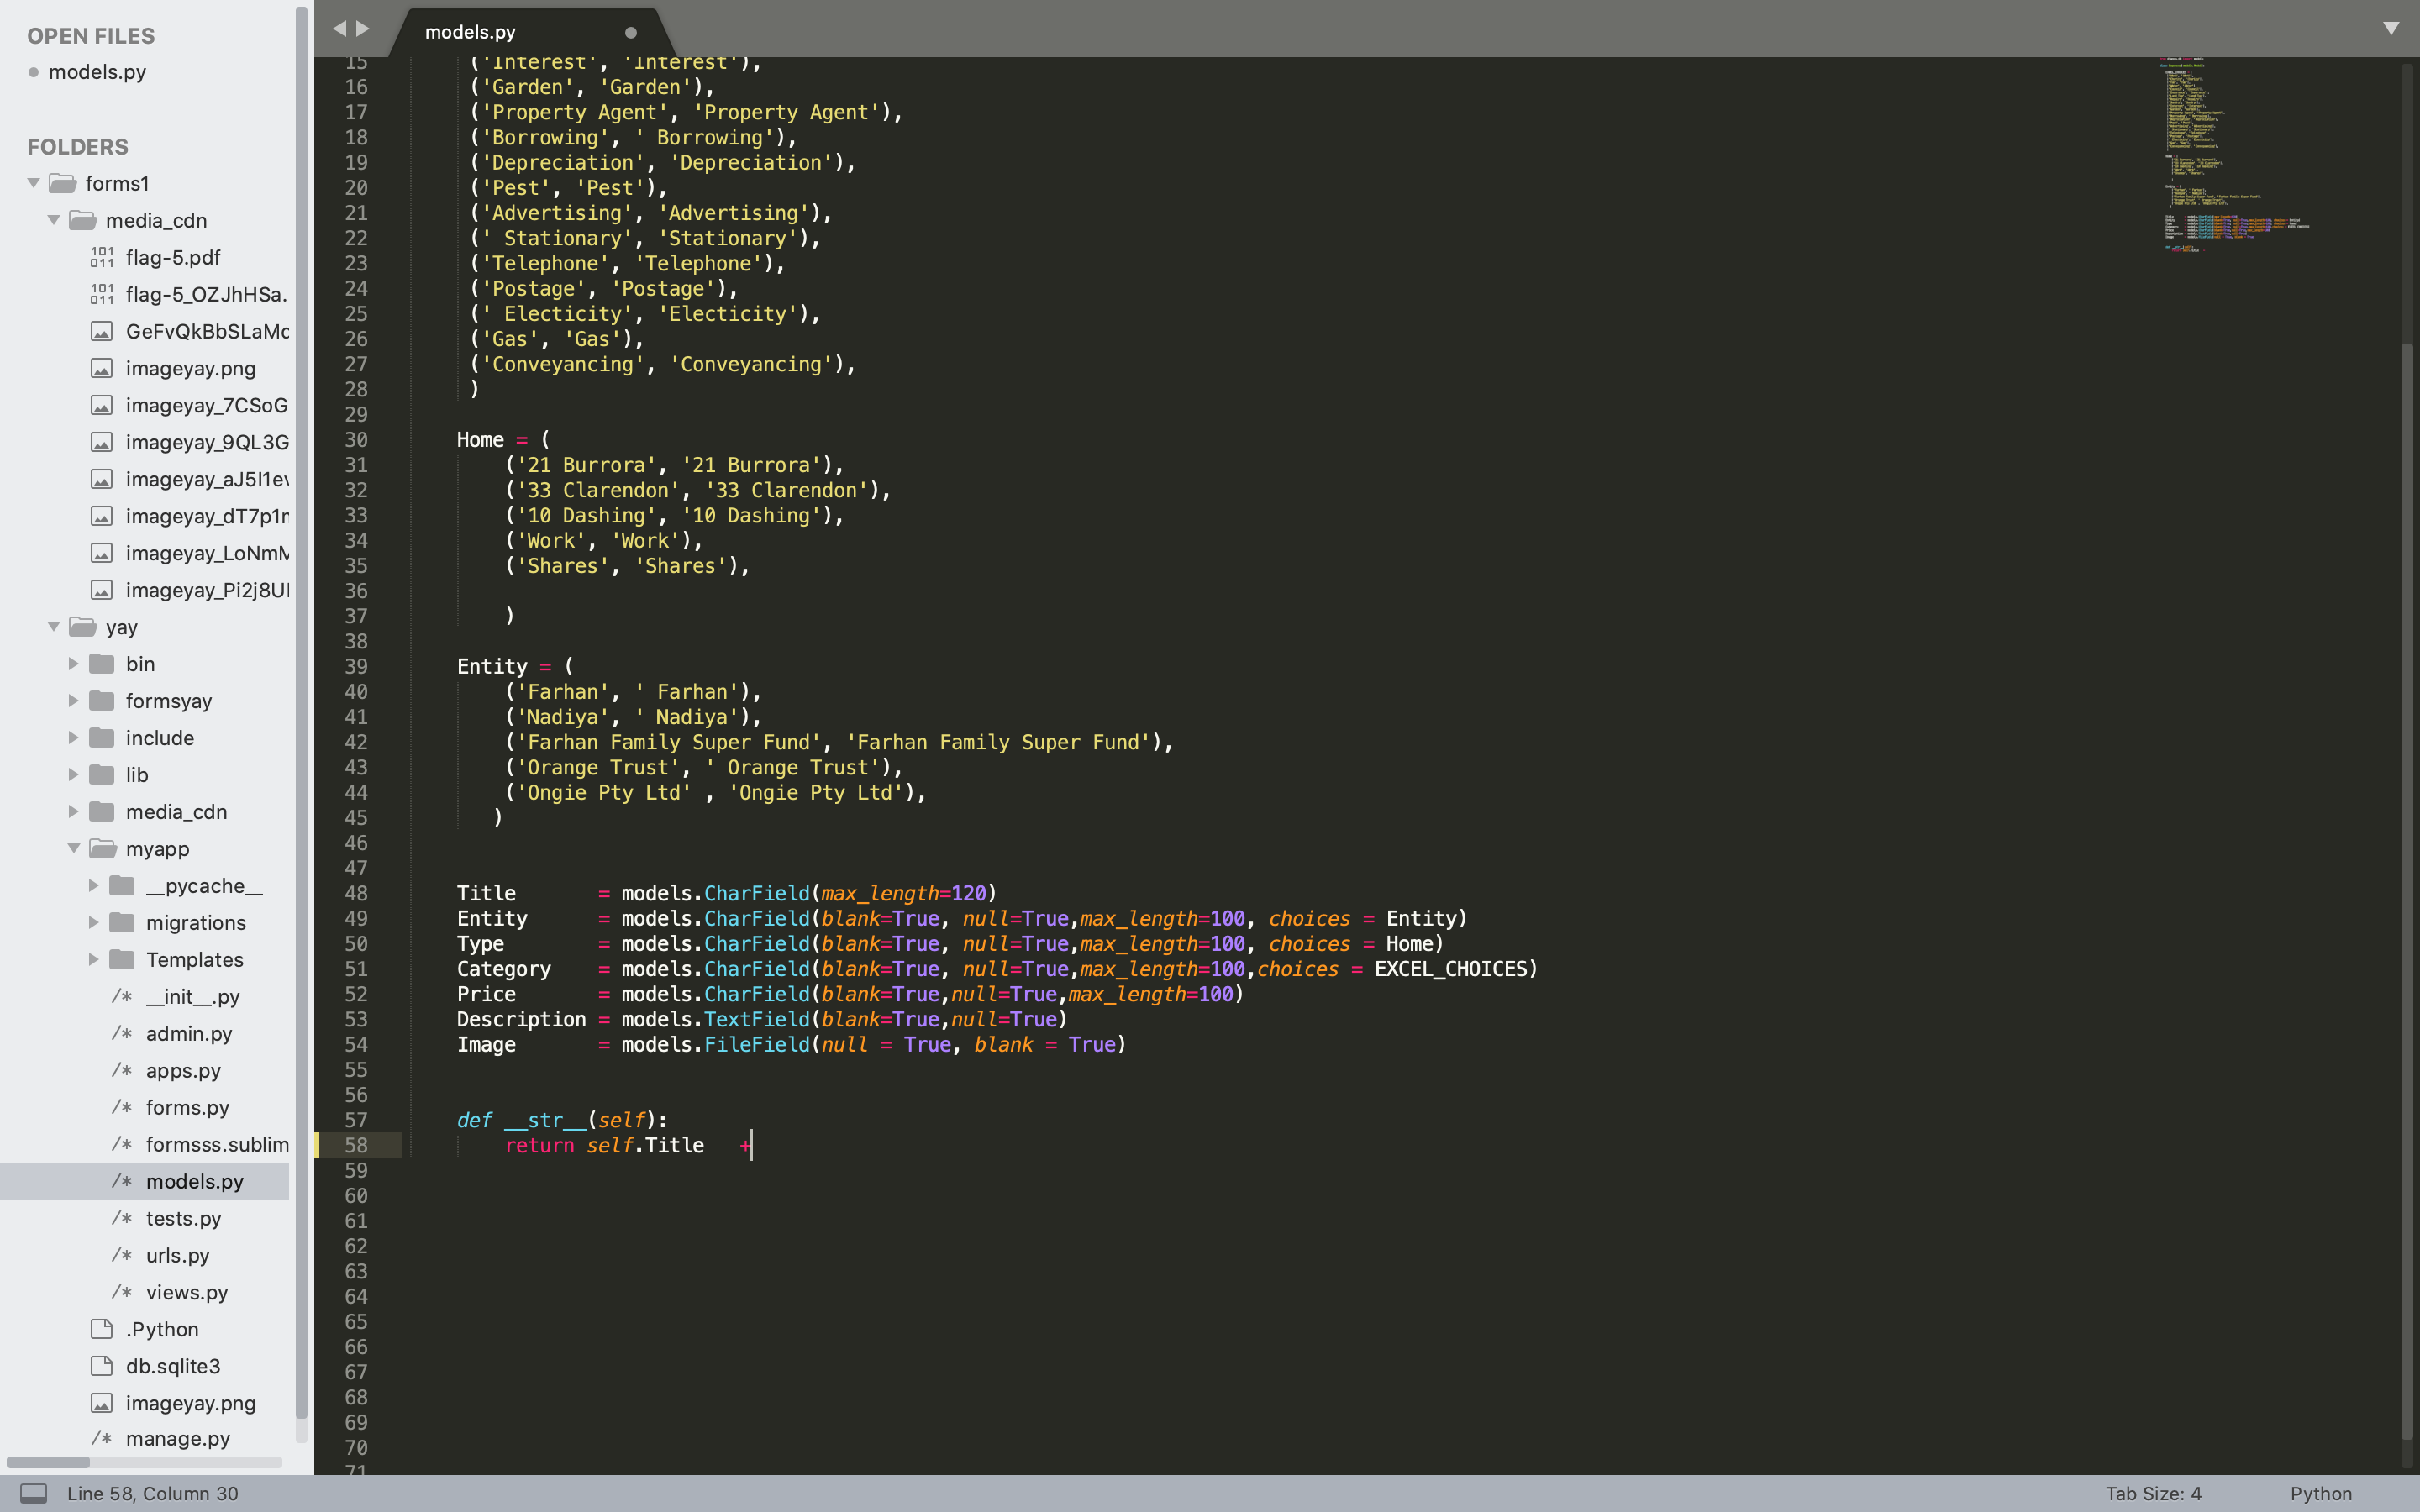 OPEN FILES
models.py
FOLDERS
forms1
media_cdn
flag-5.pdf
flag-5_OZJhHSa.
GeFvQkBbSLaMc
imageyay.png
imageyay_7CSoG
imageyay_9QL3G
imageyay_aJ5I1ev
imageyay_dT7p1r
imageyay_LoNmM
imageyay_Pi2j8UI
yay
bin
formsyay
include
lib
media_cdn
myapp
__pycache__
migrations
Templates
/* __init__.py
/* admin.py
/* apps.py
/* forms.py
/* formsss.sublim
/* models.py
/* tests.py
/* urls.py
/* views.py
.Python
db.sqlite3
imageyay.png
/* manage.py
models.py
15 ('Interest', 'Interest'),
16 ('Garden', 'Garden'),
17 ('Property Agent', 'Property Agent'),
18 ('Borrowing', ' Borrowing'),
19 ('Depreciation', 'Depreciation'),
20 ('Pest', 'Pest'),
21 ('Advertising', 'Advertising'),
22 (' Stationary', 'Stationary'),
23 ('Telephone', 'Telephone'),
24 ('Postage', 'Postage'),
25 (' Electicity', 'Electicity'),
26 ('Gas', 'Gas'),
27 ('Conveyancing', 'Conveyancing'),
28 )
29
30 Home = (
31 ('21 Burrora', '21 Burrora'),
32 ('33 Clarendon', '33 Clarendon'),
33 ('10 Dashing', '10 Dashing'),
34 ('Work', 'Work'),
35 ('Shares', 'Shares'),
36
37 )
38
39 Entity = (
40 ('Farhan', ' Farhan'),
41 ('Nadiya', ' Nadiya'),
42 ('Farhan Family Super Fund', 'Farhan Family Super Fund'),
43 ('Orange Trust', ' Orange Trust'),
44 ('Ongie Pty Ltd' , 'Ongie Pty Ltd'),
45 )
46
47
48 Title = models.CharField(max_length=120)
49 Entity = models.CharField(blank=True, null=True,max_length=100, choices = Entity)
50 Type = models.CharField(blank=True, null=True,max_length=100, choices = Home)
51 Category = models.CharField(blank=True, null=True,max_length=100,choices = EXCEL_CHOICES)
52 Price = models.CharField(blank=True,null=True,max_length=100)
53 Description = models.TextField(blank=True,null=True)
54 Image = models.FileField(null = True, blank = True)
55
56
57 def __str__(self):
58 return self.Title +
59
60
61
62
63
64
65
66
67
68
69
70
71
Line 58, Column 30
Tab Size: 4
Python